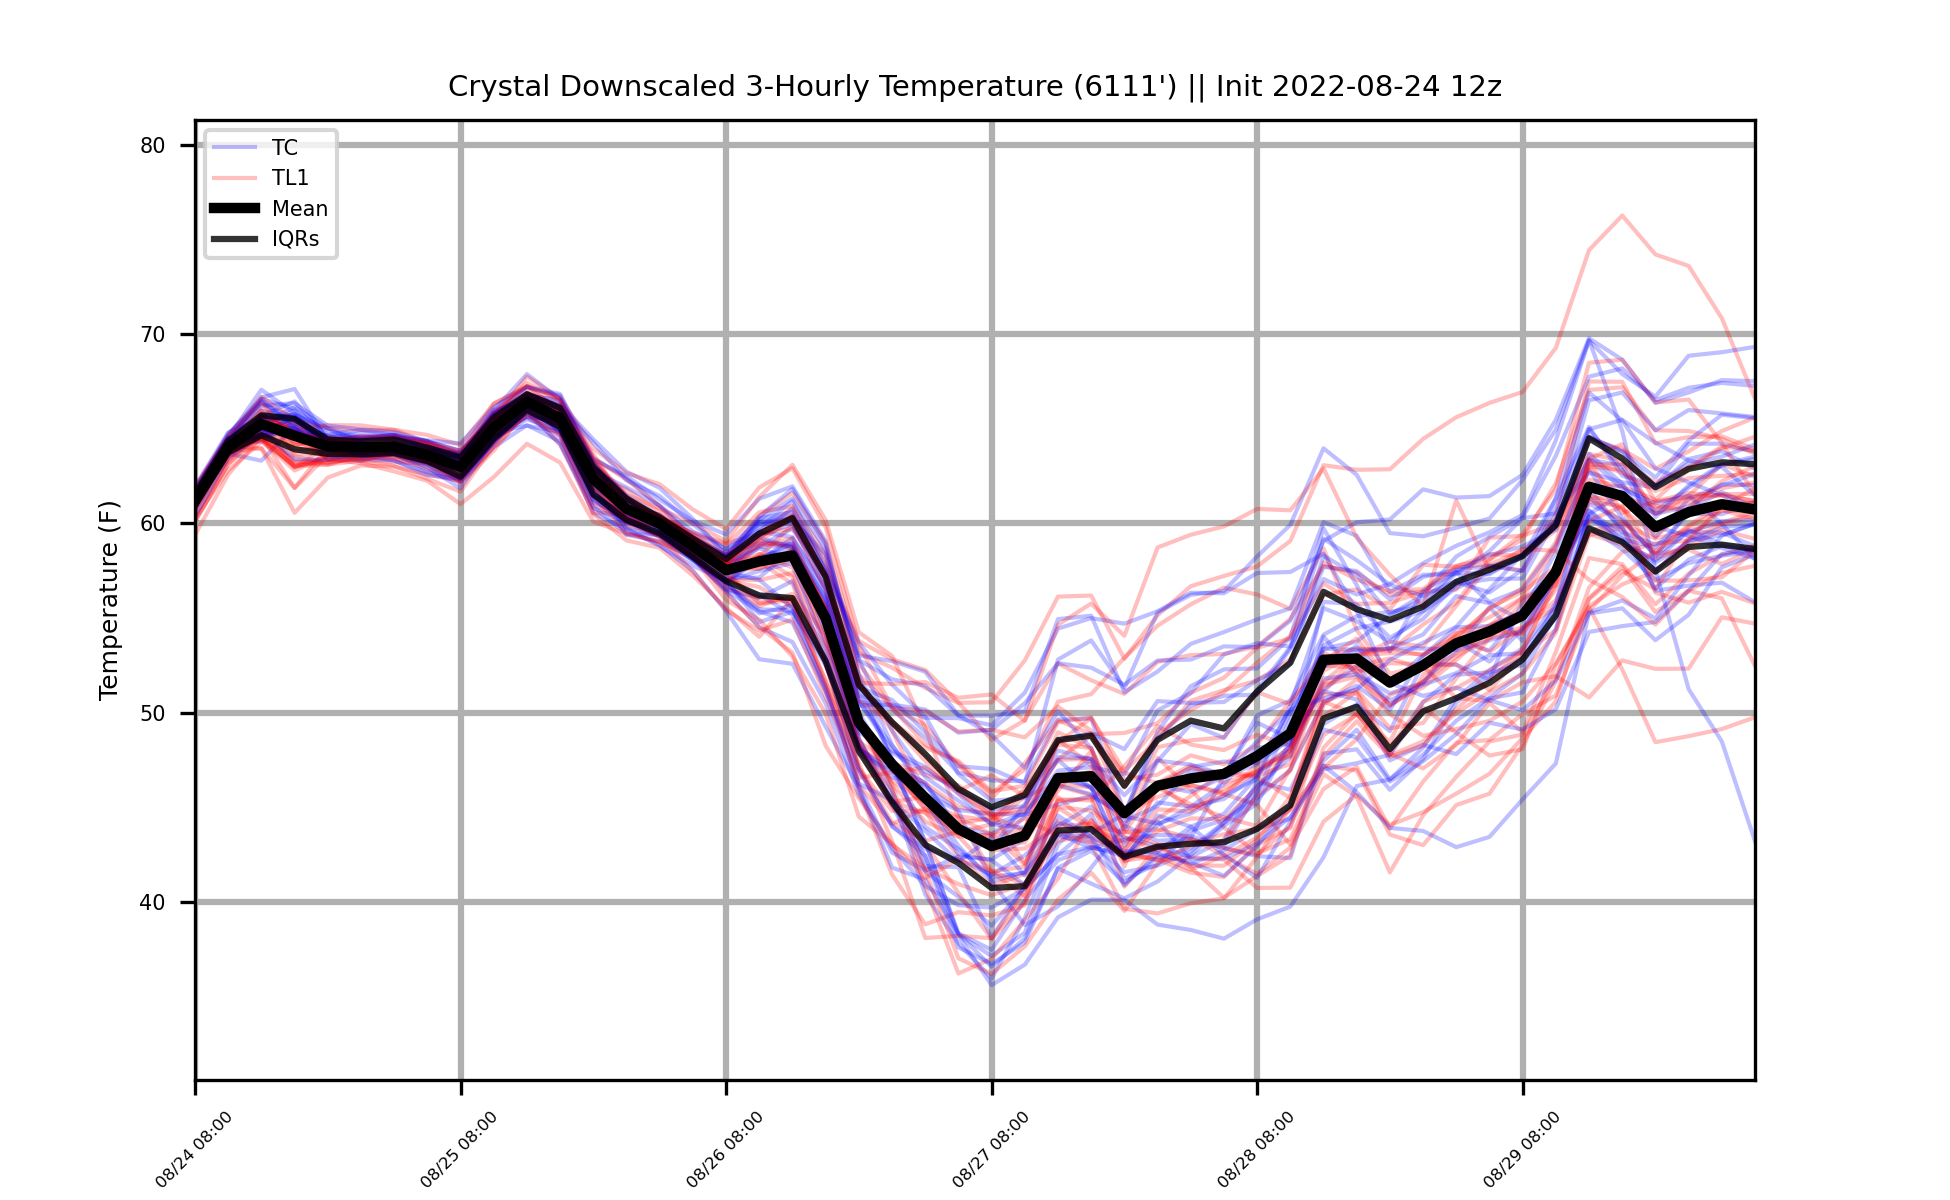 Crystal Downscaled 3-Hourly Temperature (6111') || Init 2022-08-24 12z
TC
TL1
Mean
IQRs
Temperature (F)
80
70
60
50
40
08/24 08:00
08/25 08:00
08/26 08:00
08/27 08:00
08/28 08:00
08/29 08:00